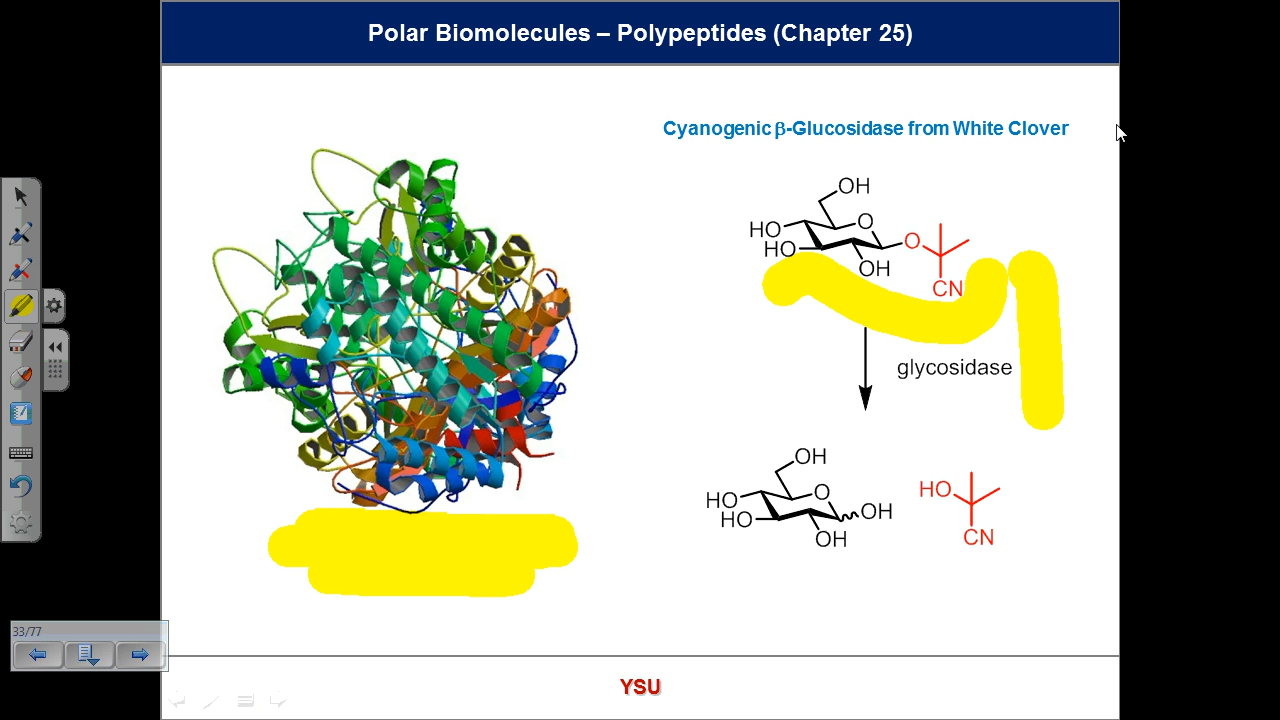 Polar Biomolecules – Polypeptides (Chapter 25)
Cyanogenic β-Glucosidase from White Clover
OH
O
HO
HO
O
OH
CN
glycosidase
OH
O
HO
HO
OH
OH
HO
CN
33/77
YSU